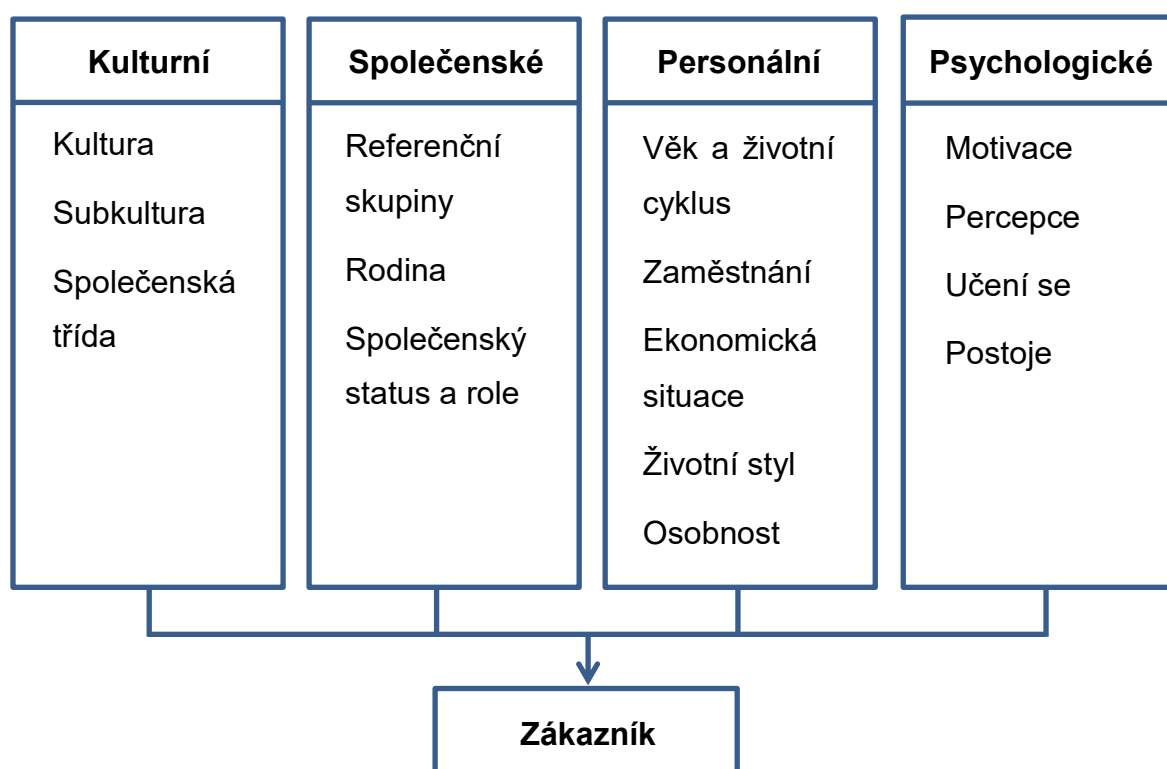 Kulturní
Kultura
Subkultura
Společenská
třída
Společenské
Referenční
skupiny
Rodina
Společenský
status a role
Personální
Věk a životní
cyklus
Zaměstnání
Ekonomická
situace
Životní styl
Osobnost
Psychologické
Motivace
Percepce
Učení se
Postoje
Zákazník